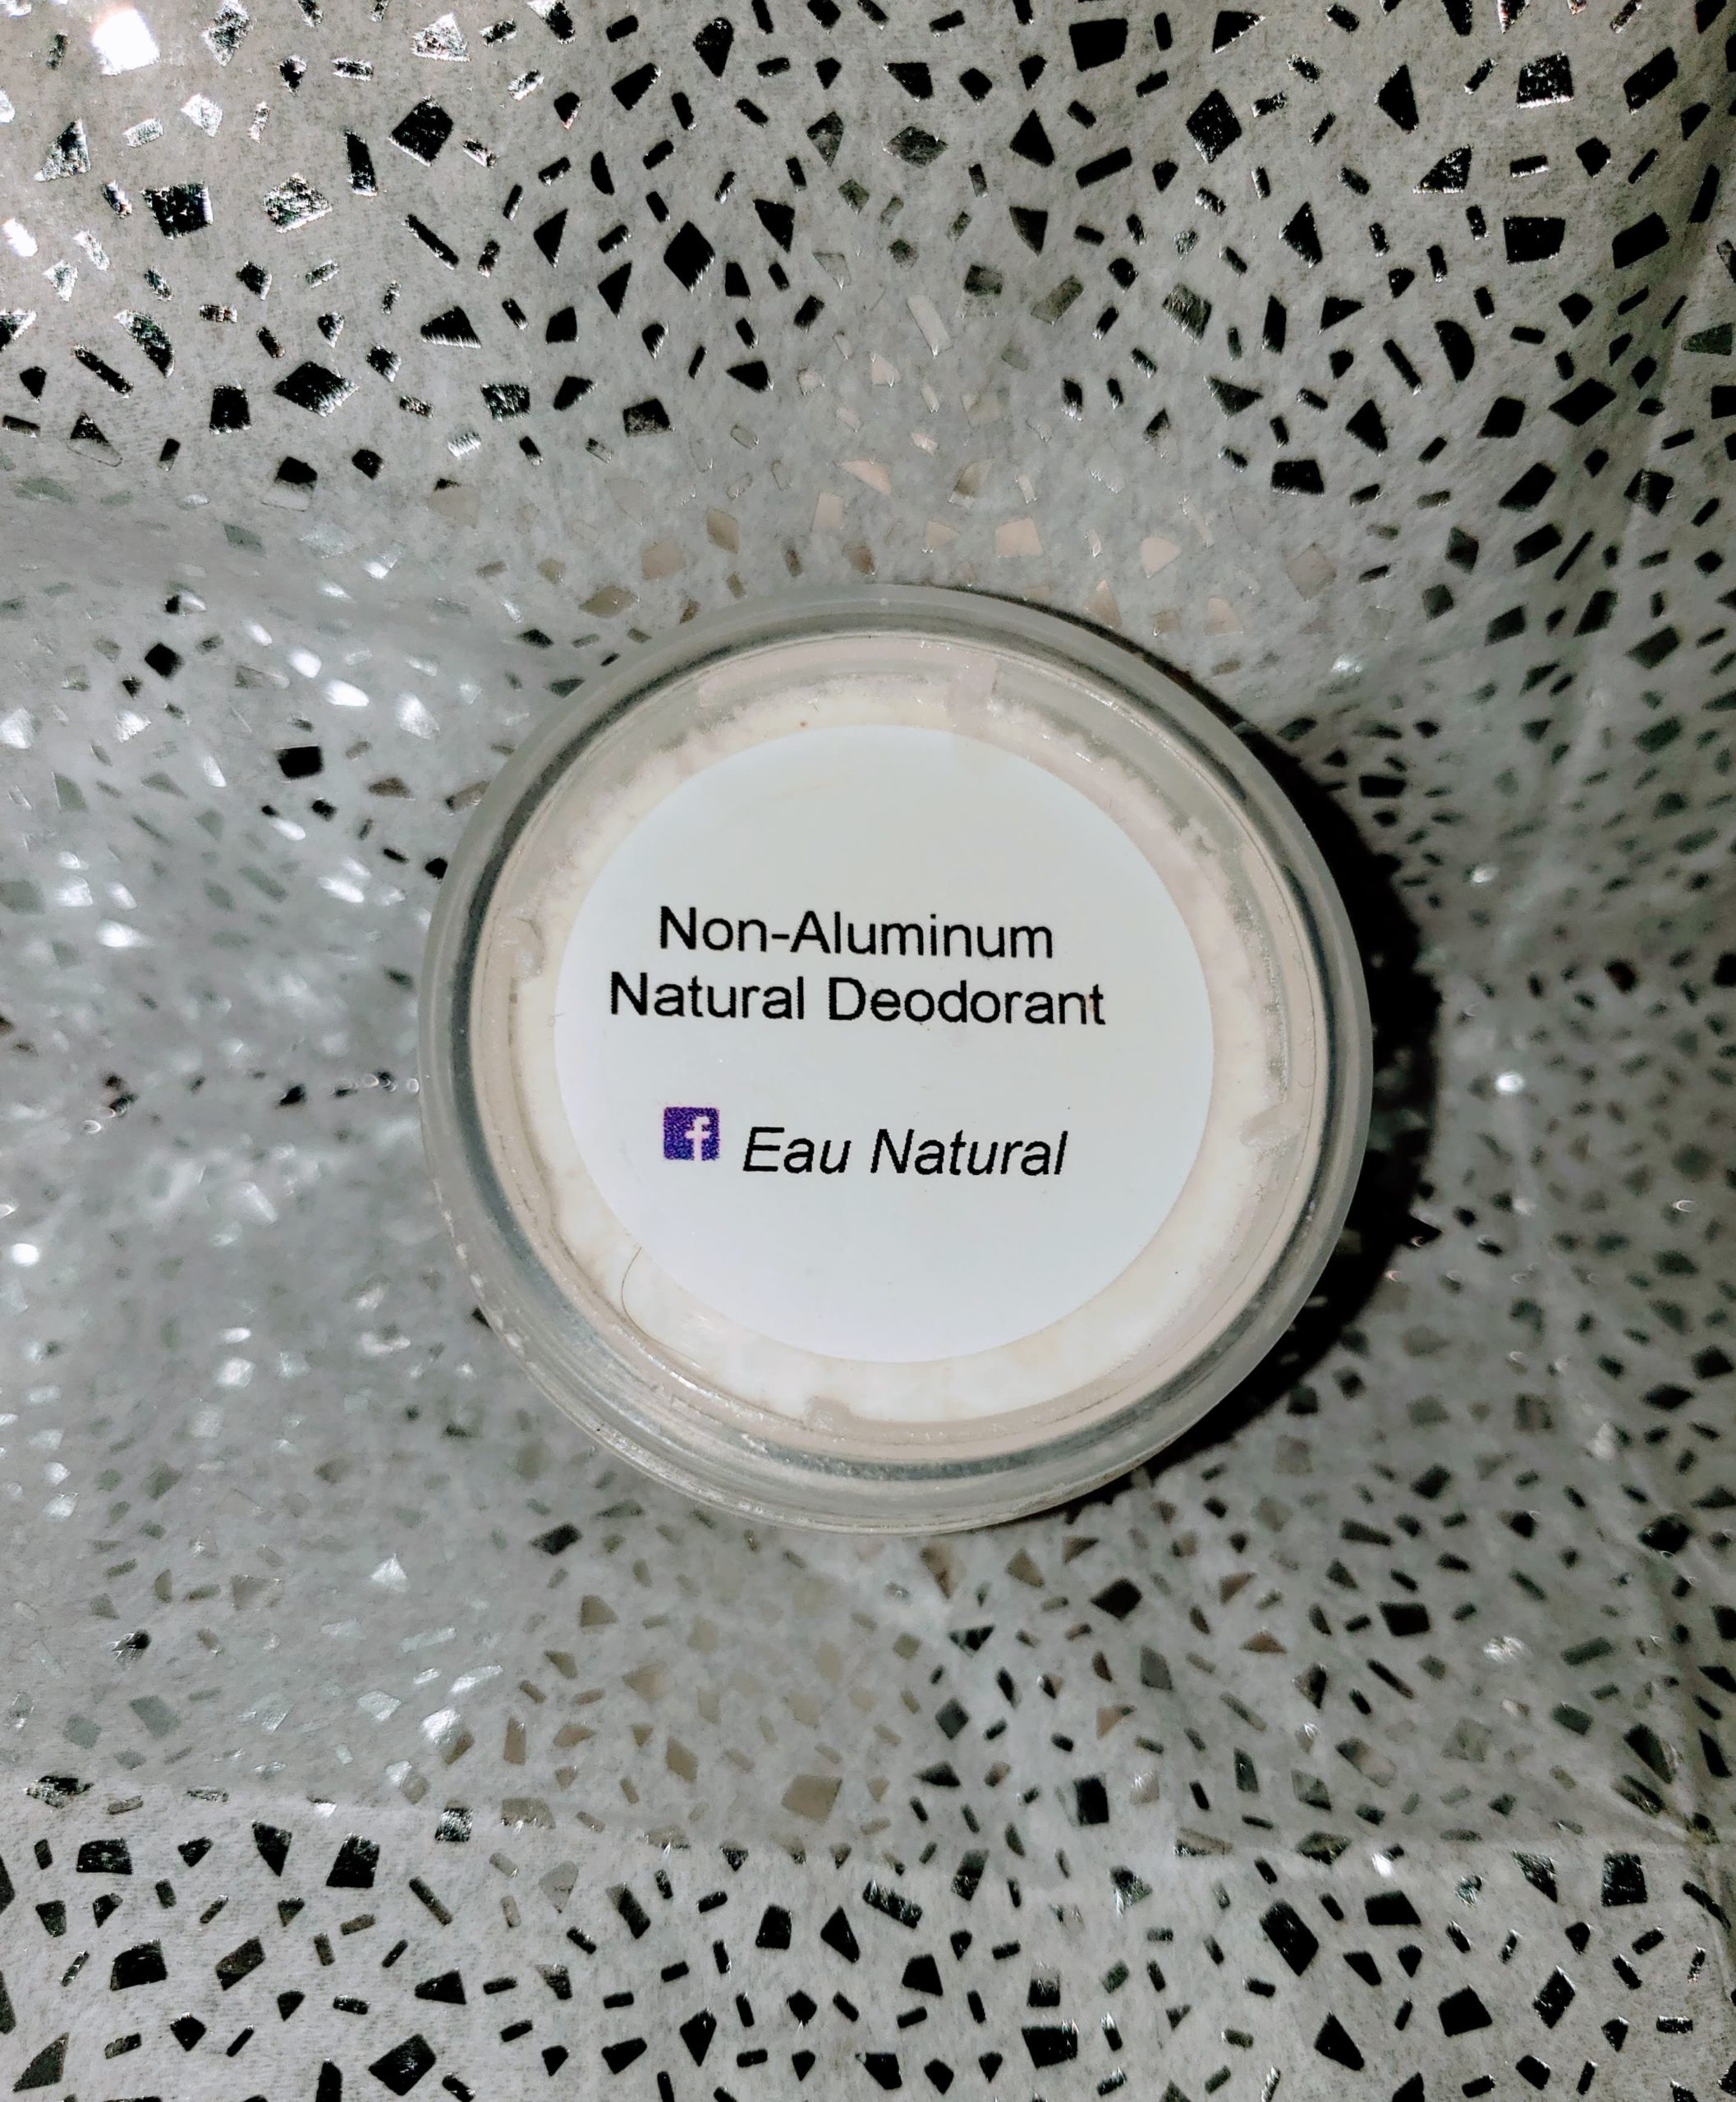 Non-Aluminum
Natural Deodorant
f Eau Natural